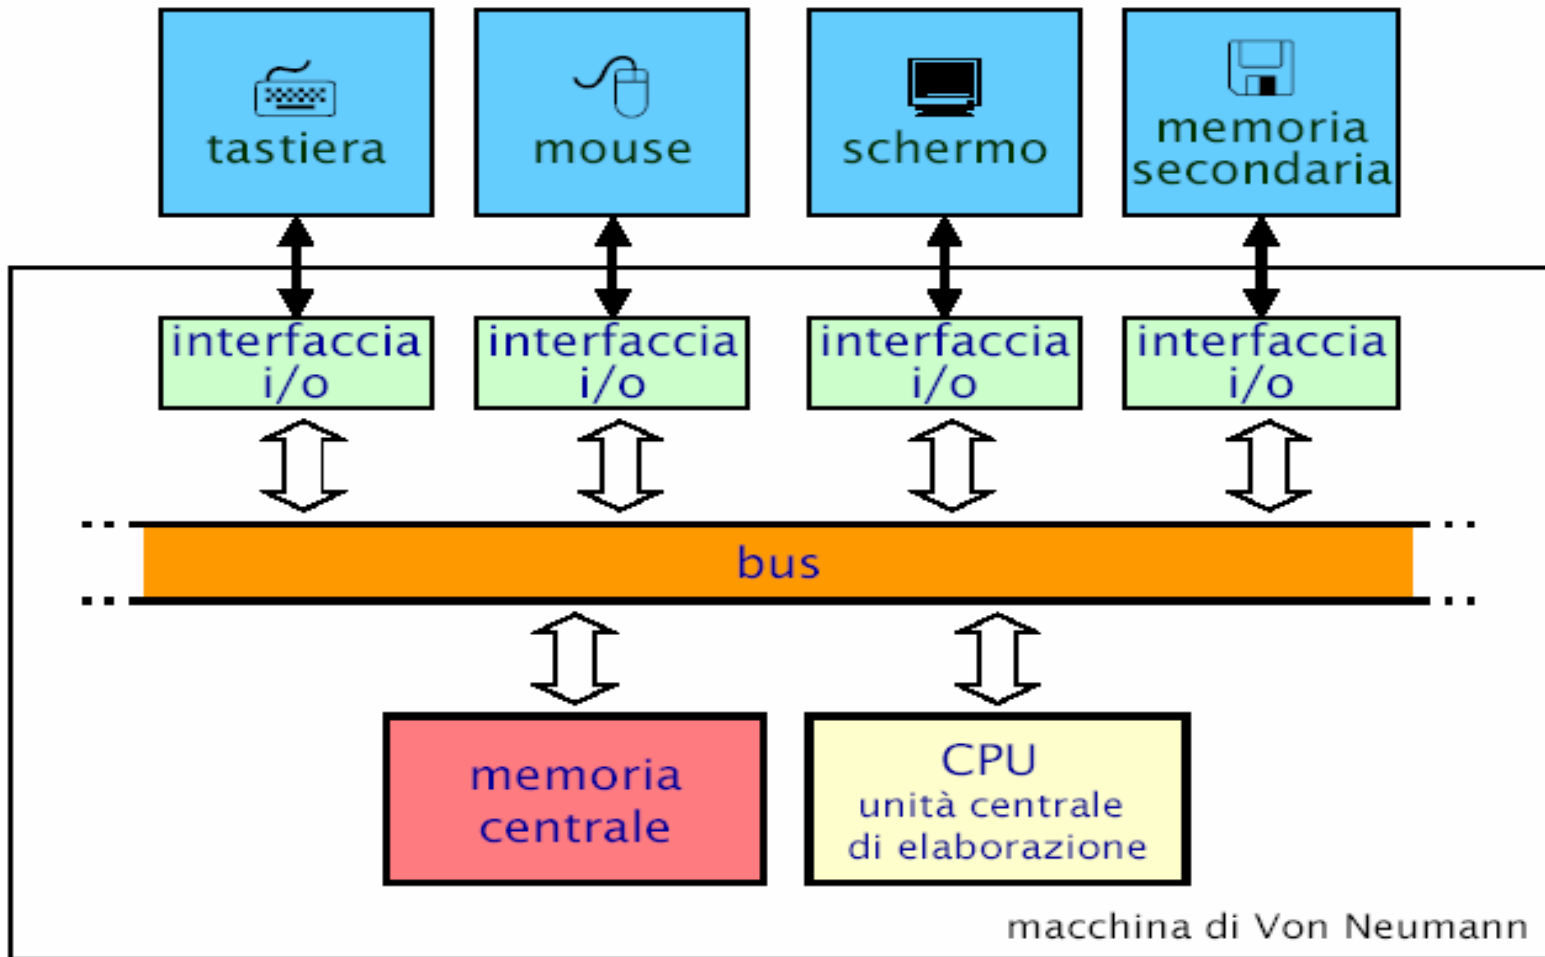 tastiera
mouse
schermo
memoria
secondaria
interfaccia
i/o
interfaccia
i/o
interfaccia
i/o
interfaccia
i/o
bus
memoria
centrale
CPU
unità centrale
di elaborazione
macchina di Von Neumann